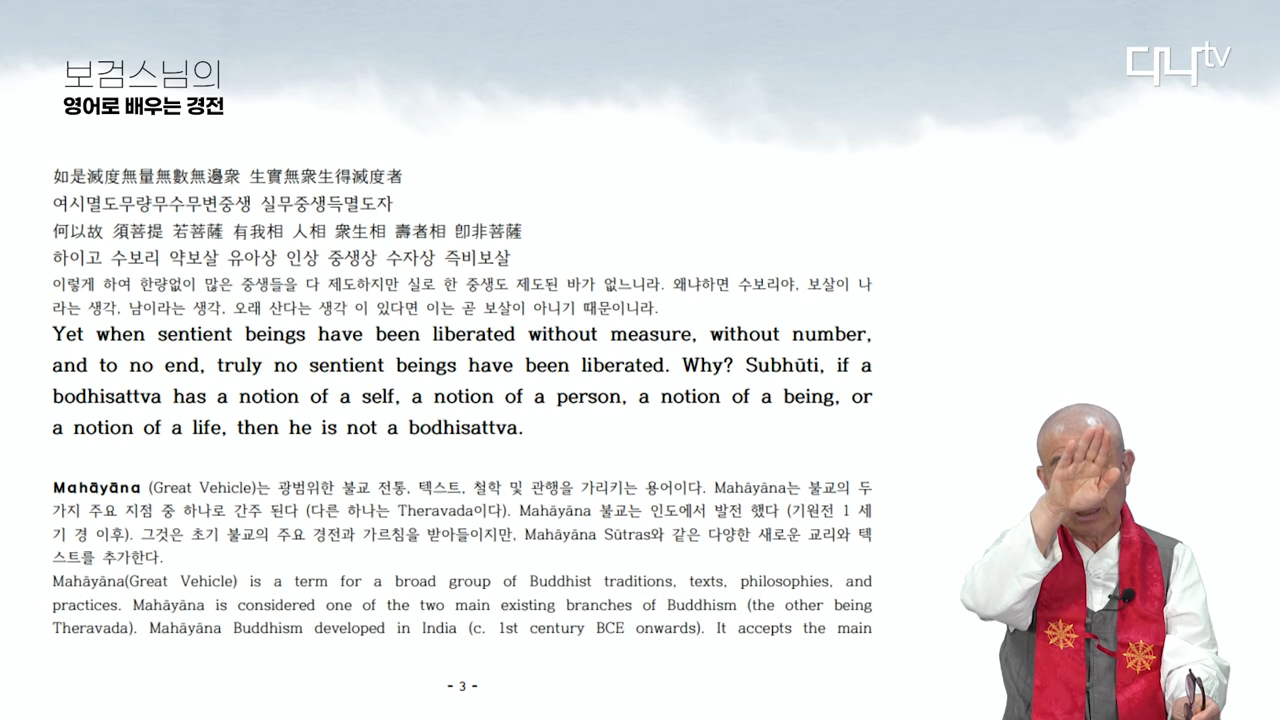 보검스님의
영어로 배우는 경전
다나tv
如是滅度無量無數無邊衆 生實無衆生得滅度者
여시멸도무량무수무변중생 실무중생득멸도자
何以故 須菩提 若菩薩 有我相 人相 衆生相 壽者相 卽非菩薩
하이고 수보리 약보살 유아상 인상 중생상 수자상 즉비보살
이렇게 하여 한량없이 많은 중생들을 다 제도하지만 실로 한 중생도 제도된 바가 없느니라. 왜냐하면 수보리야, 보살이 나
라는 생각, 남이라는 생각, 오래 산다는 생각 이 있다면 이는 곧 보살이 아니기 때문이니라.
Yet when sentient beings have been liberated without measure, without number,
and to no end, truly no sentient beings have been liberated. Why? Subhūti, if a
bodhisattva has a notion of a self, a notion of a person, a notion of a being, or
a notion of a life, then he is not a bodhisattva.
Mahāyāna (Great Vehicle)는 광범위한 불교 전통, 텍스트, 철학 및 관행을 가리키는 용어이다. Mahāyāna는 불교의 두
가지 주요 지점 중 하나로 간주 된다 (다른 하나는 Theravada이다). Mahāyāna 불교는 인도에서 발전 했다 (기원전 1 세
기 경 이후). 그것은 초기 불교의 주요 경전과 가르침을 받아들이지만, Mahāyāna Sūtras와 같은 다양한 새로운 교리와 텍
스트를 추가한다.
Mahāyāna(Great Vehicle) is a term for a broad group of Buddhist traditions, texts, philosophies, and
practices. Mahāyāna is considered one of the two main existing branches of Buddhism (the other being
Theravada). Mahāyāna Buddhism developed in India (c. 1st century BCE onwards). It accepts the main
- 3 -